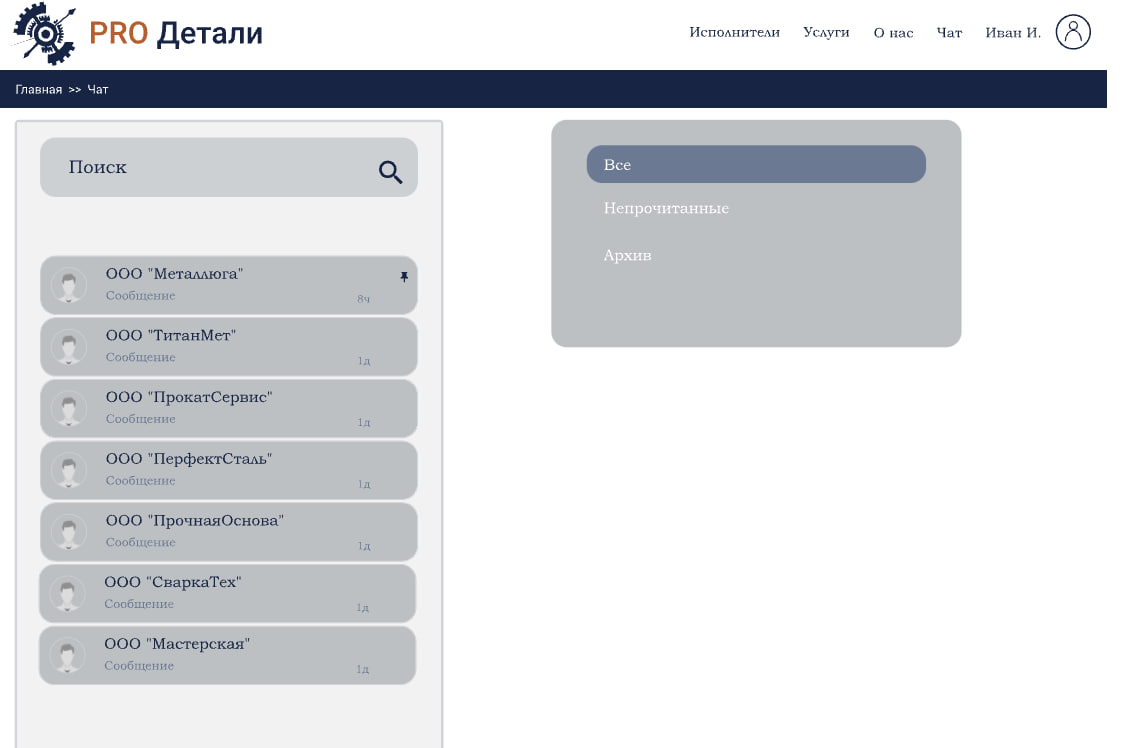 PRO Детали
Исполнители Услуги О нас Чат Иван И.
Главная >> Чат
Поиск
ООО "Металлюга"
Сообщение
8ч
ООО "ТитанМет"
Сообщение
1д
ООО "ПрокатСервис"
Сообщение
1д
ООО "ПерфектСталь"
Сообщение
1д
ООО "ПрочнаяОснова"
Сообщение
1д
ООО "СваркаТех"
Сообщение
1д
ООО "Мастерская"
Сообщение
1д
Все
Непрочитанные
Архив